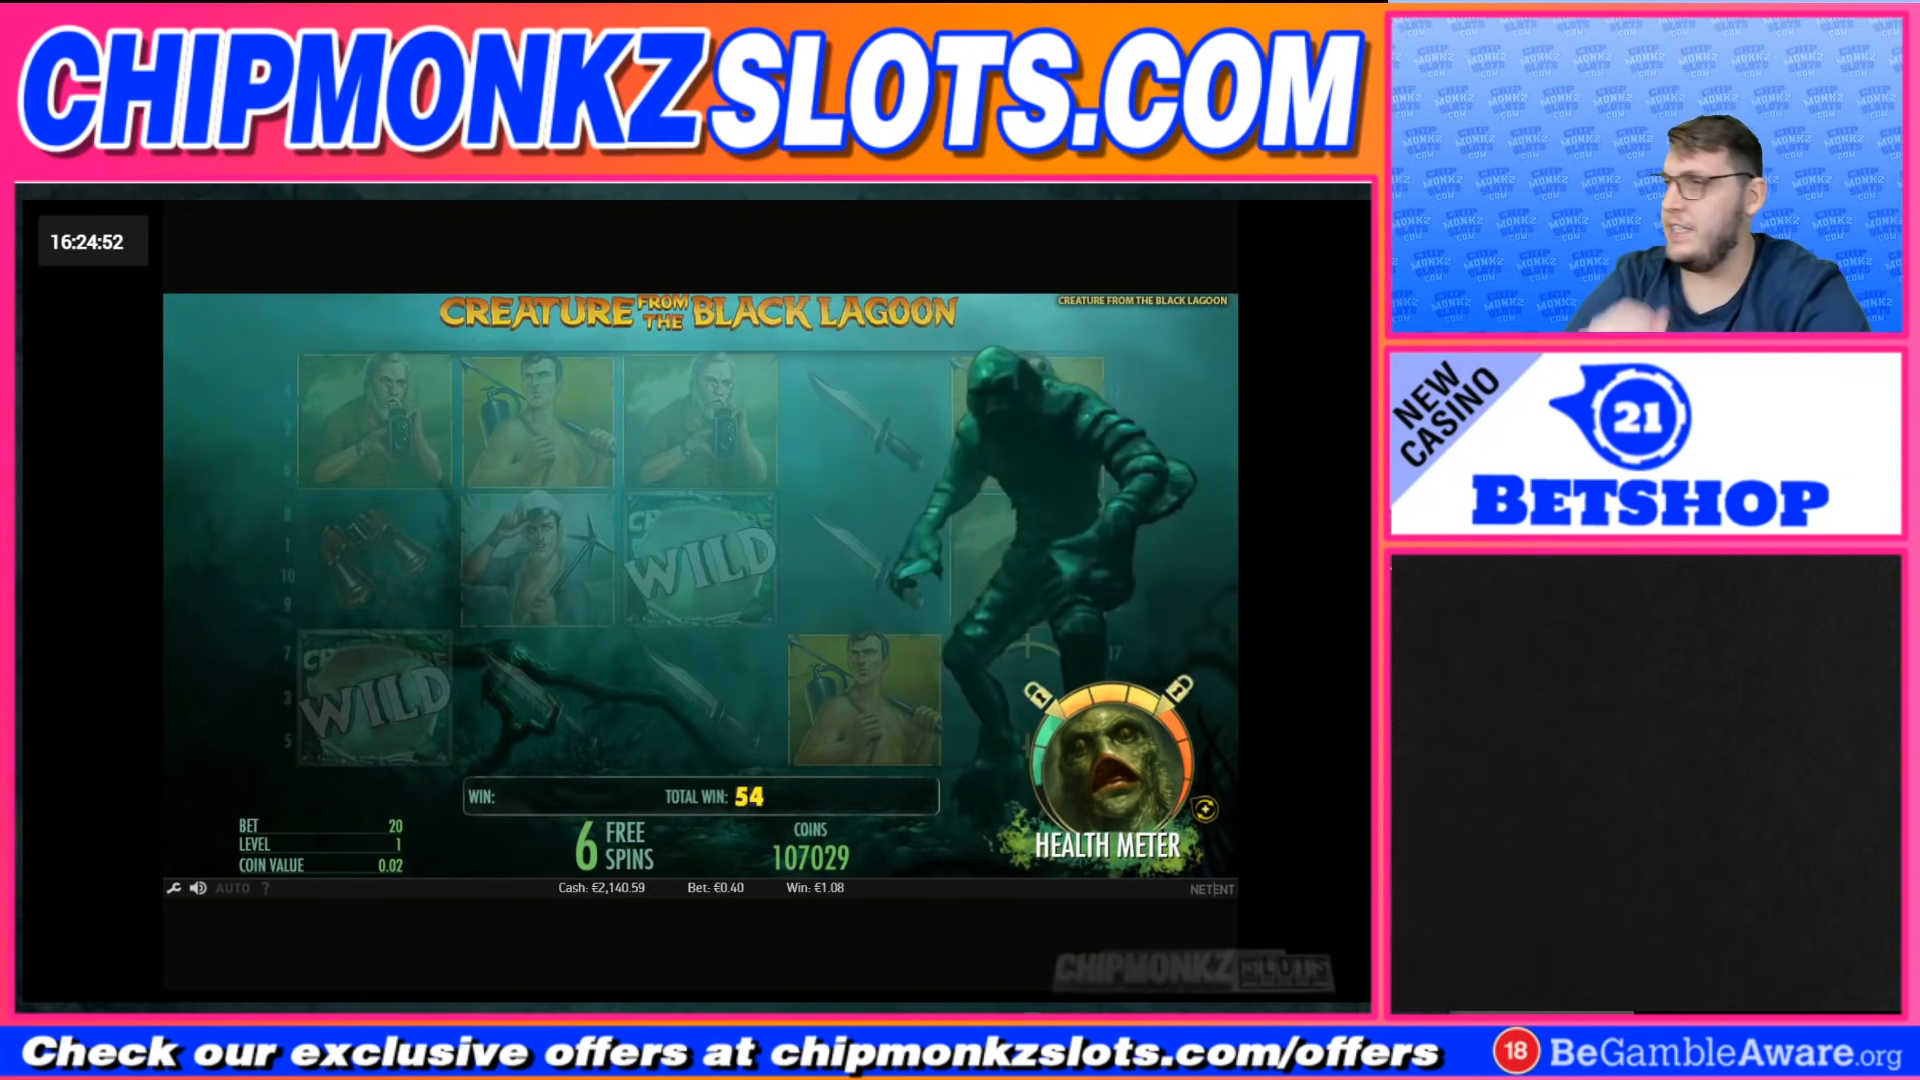 CHIPMONKZSLOTS.COM
16:24:52
CREATURE FROM THE BLACK LAGOON
CREATURE FROM THE BLACK LAGOON
WILD
WILD
17
WIN:
TOTAL WIN: 54
BET 20
LEVEL 1
COIN VALUE 0.02
6 FREE SPINS
COINS
107029
HEALTH METER
AUTO ?
Cash: €2,140.59 Bet: €0.40 Win: €1.08
NETENT
CHIPMONKZ SLOTS
NEW CASINO
21
BETSHOP
Check our exclusive offers at chipmonkzslots.com/offers
18 BeGambleAware.org